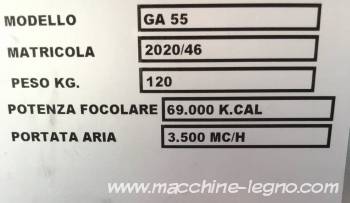 MODELLO GA 55
MATRICOLA 2020/46
PESO KG. 120
POTENZA FOCOLARE 69.000 K.CAL
PORTATA ARIA 3.500 MC/H
www.macchine-legno.com